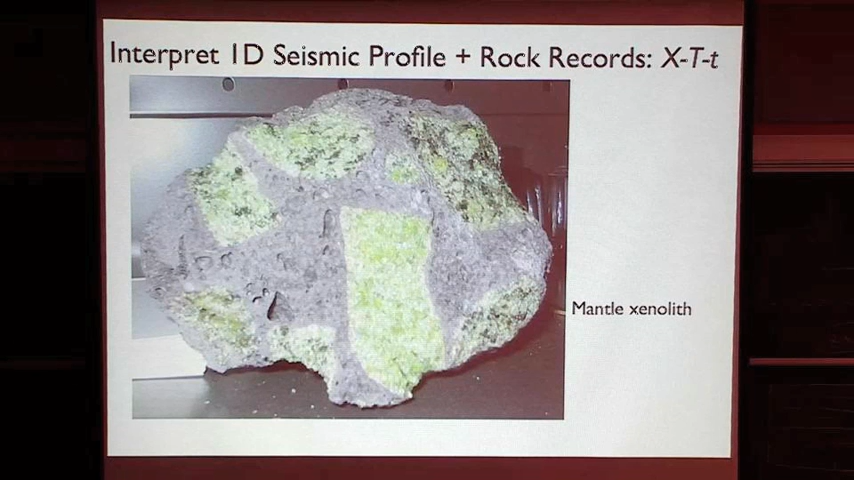 Interpret 1D Seismic Profile + Rock Records: X-T-t
Mantle xenolith